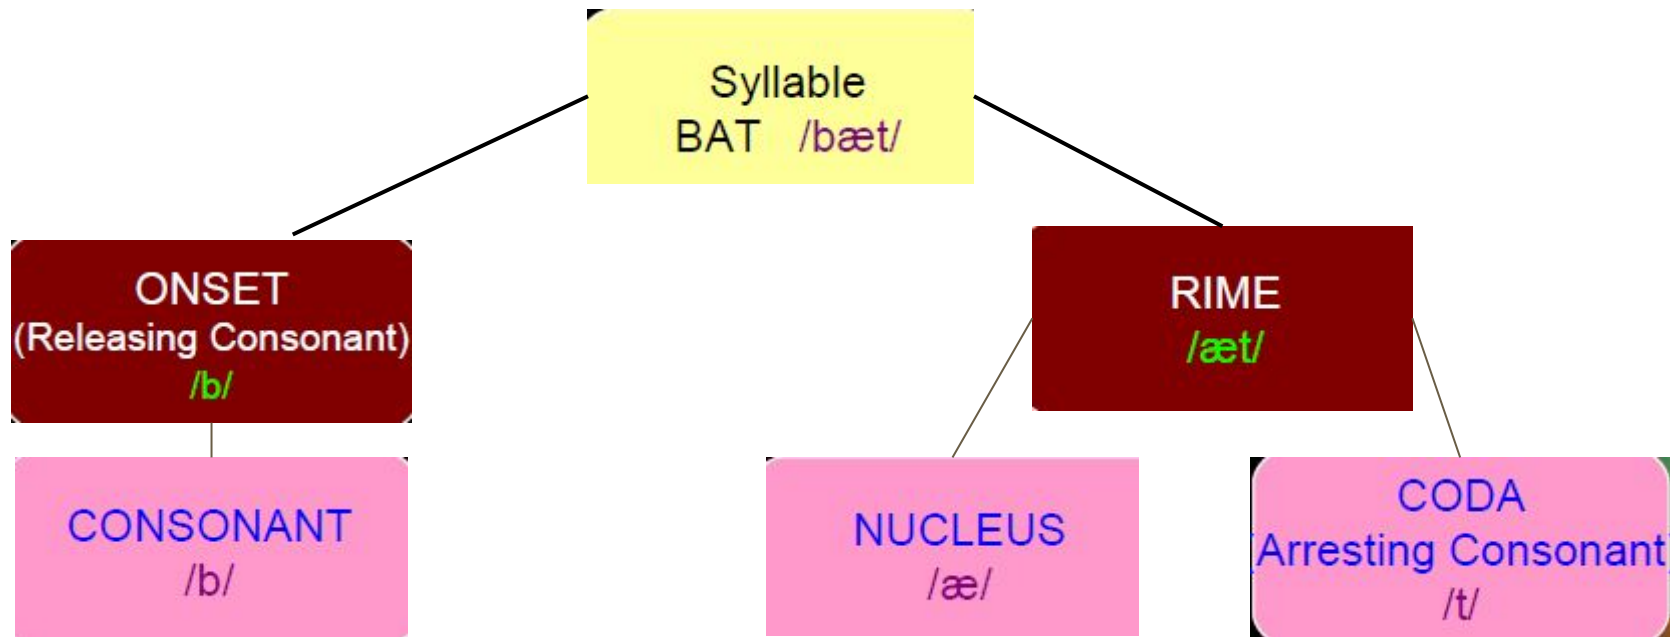 Syllable
BAT /bæt/
ONSET
(Releasing Consonant)
/b/
RIME
/æt/
CONSONANT
/b/
NUCLEUS
/æ/
CODA
(Arresting Consonant)
/t/